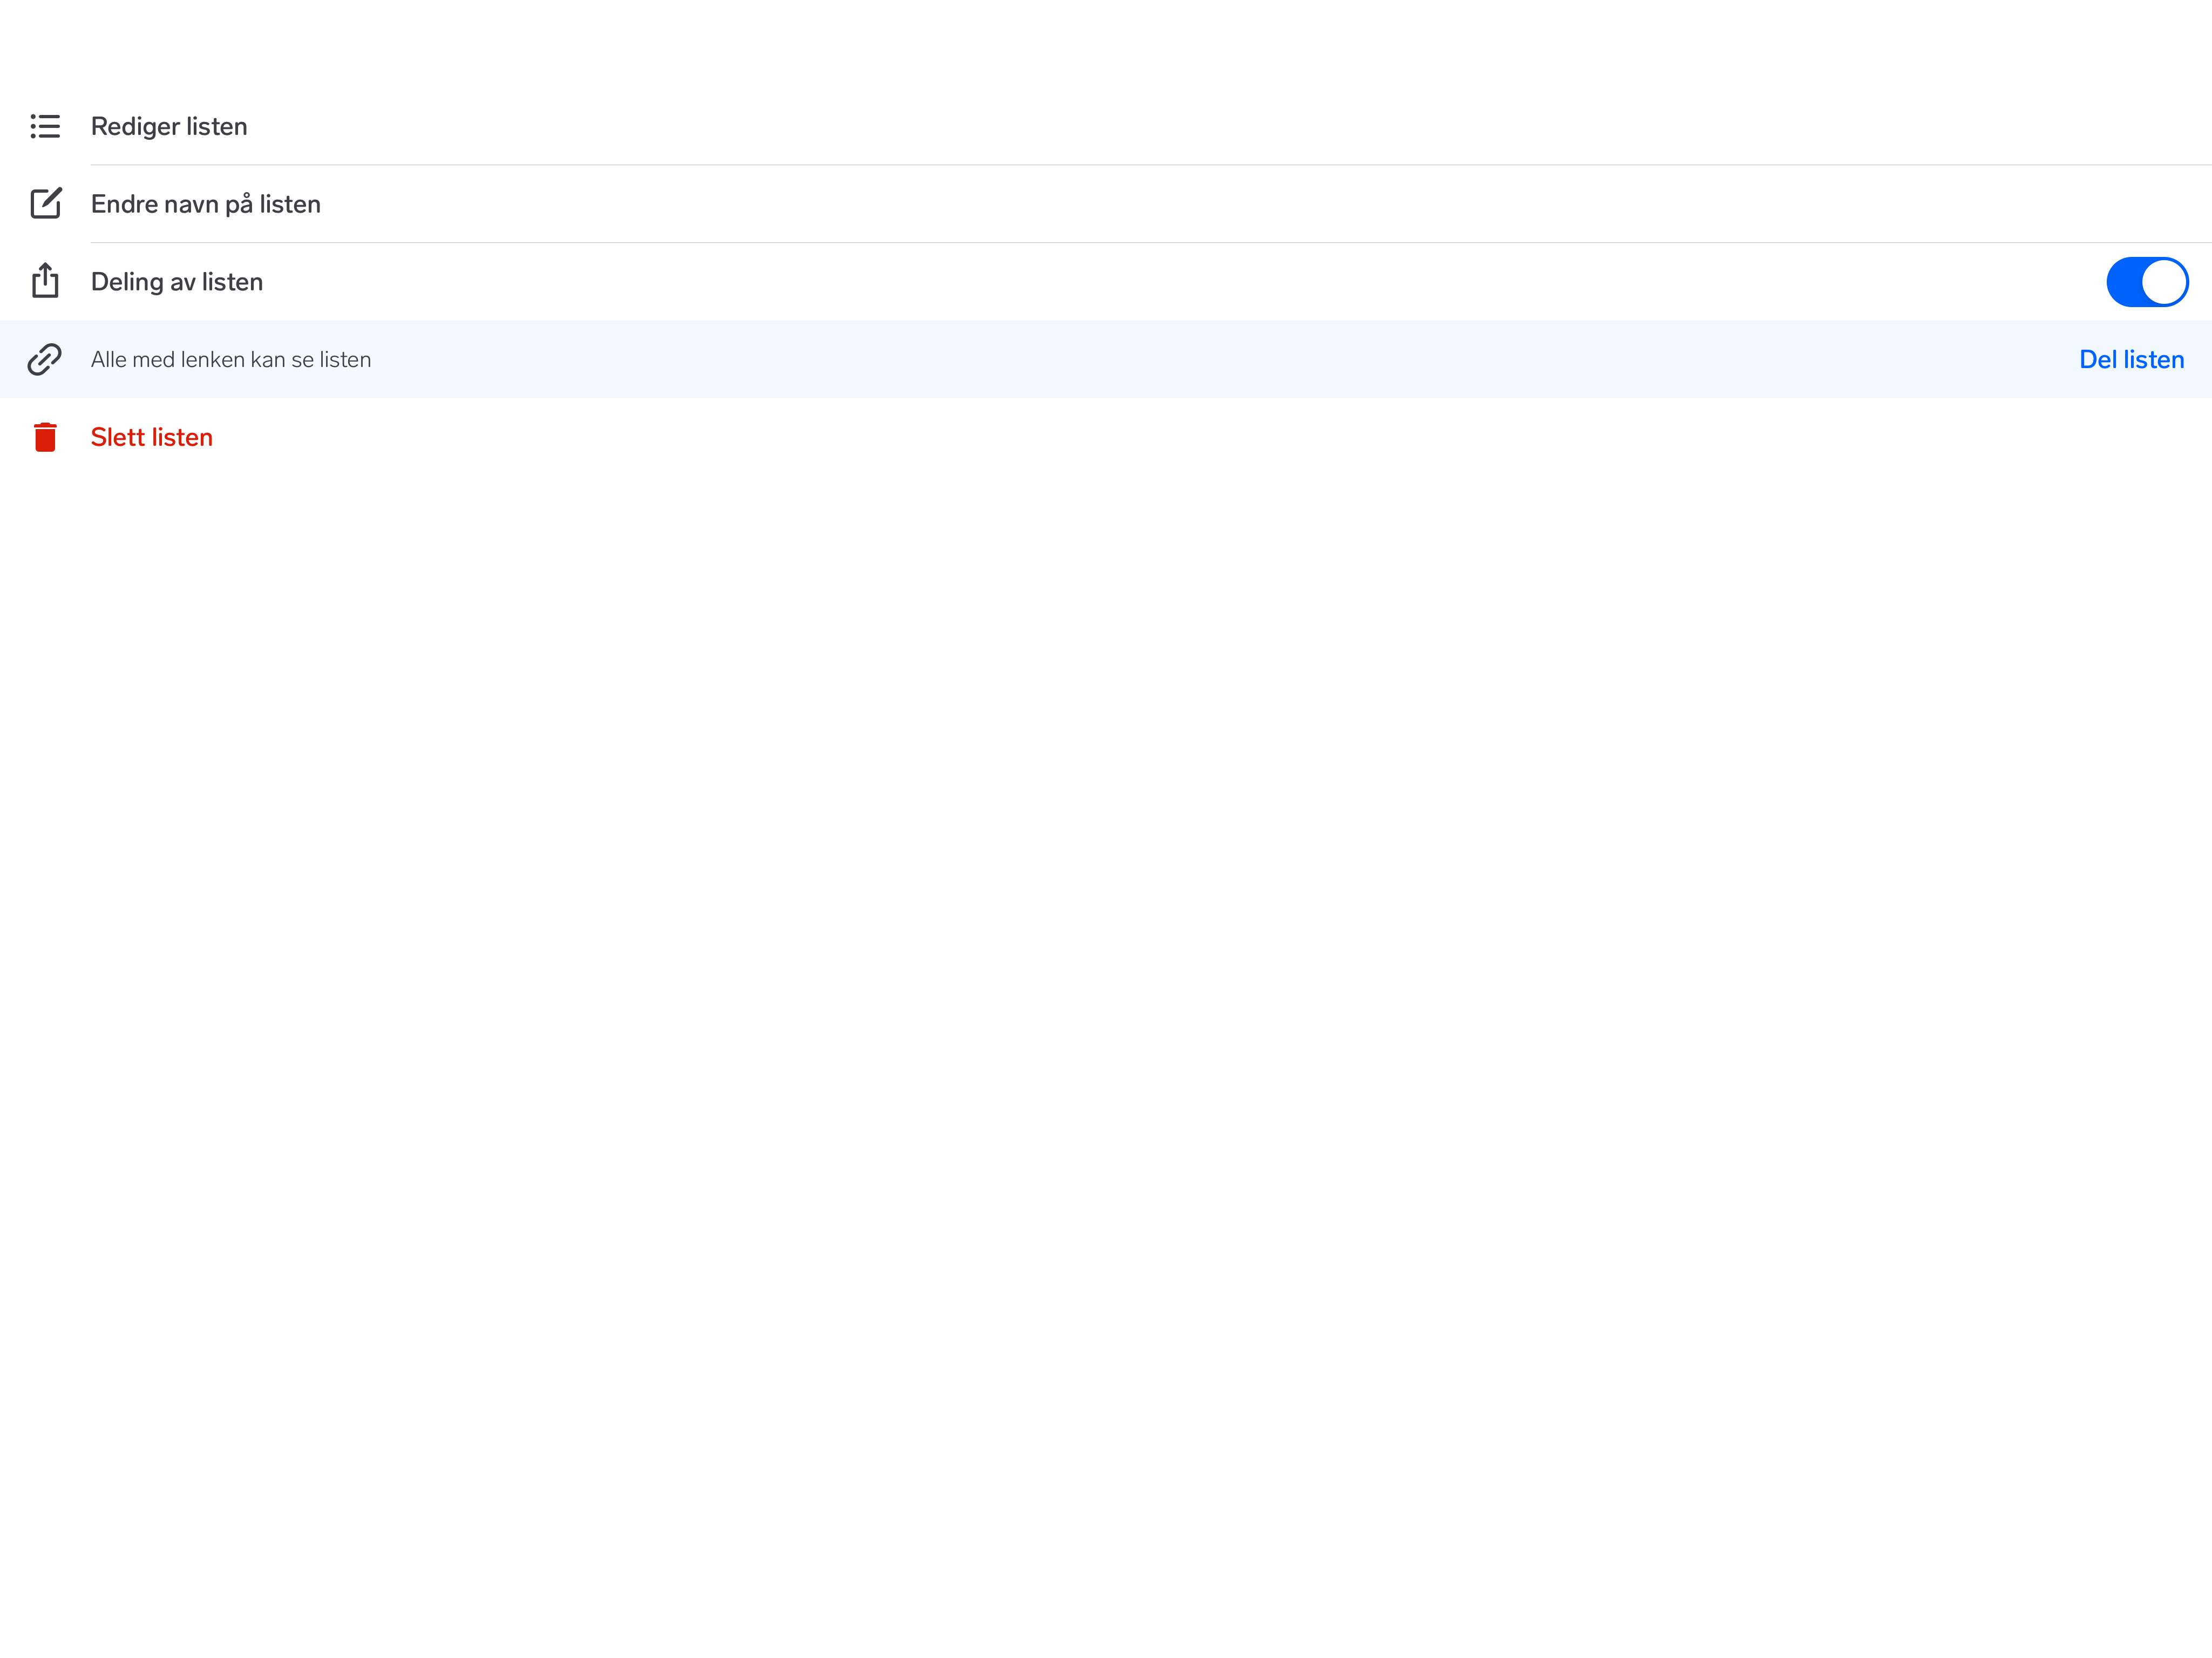 Rediger listen
Endre navn på listen
Deling av listen
Alle med lenken kan se listen
Del listen
Slett listen